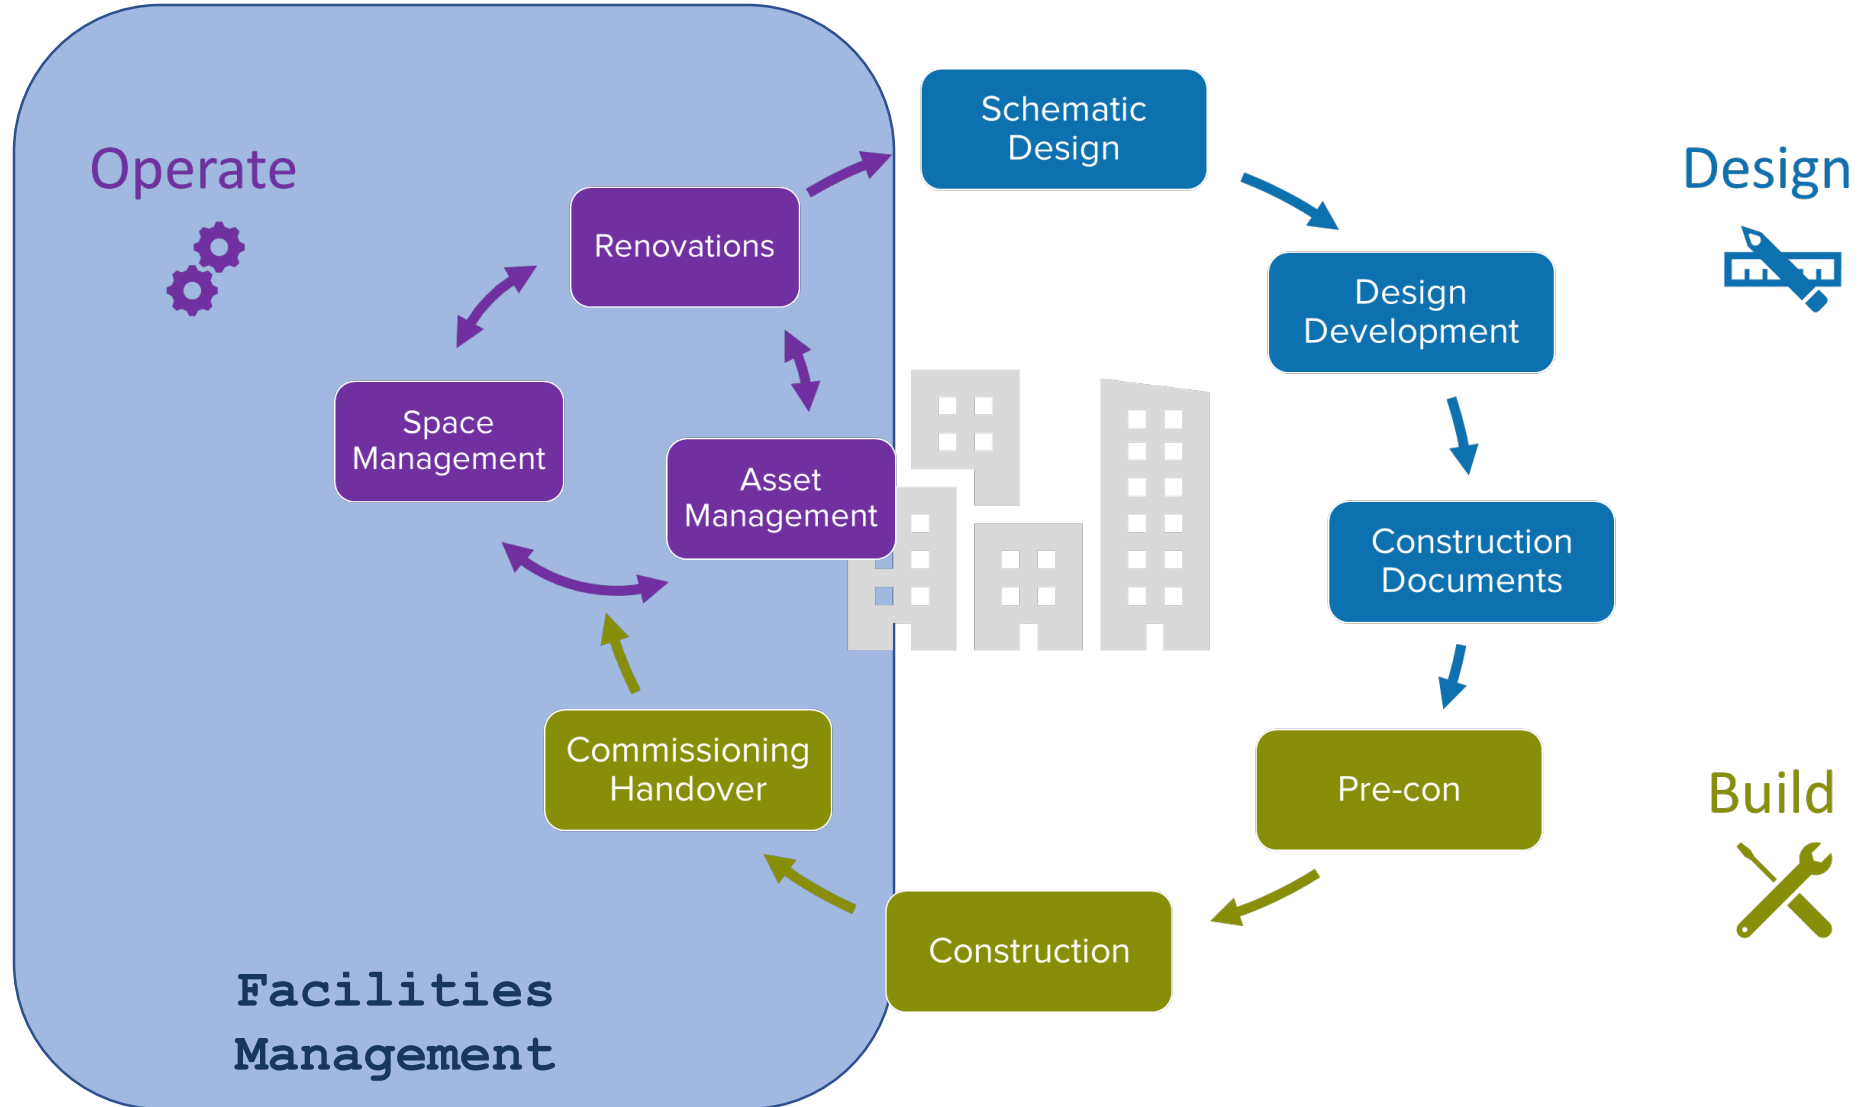 Operate
Renovations
Space
Management
Asset
Management
Commissioning
Handover
Facilities
Management
Schematic
Design
Design
Development
Construction
Documents
Pre-con
Construction
Design
Build